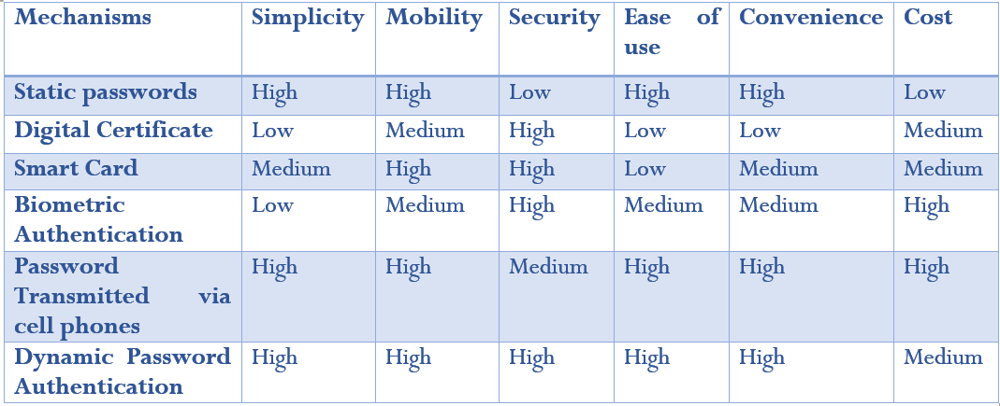 Mechanisms Simplicity Mobility Security Ease of Convenience Cost
use
Static passwords High High Low High High Low
Digital Certificate Low Medium High Low Low Medium
Smart Card Medium High High Low Medium Medium
Biometric Low Medium High Medium Medium High
Authentication
Password High High Medium High High High
Transmitted via
cell phones
Dynamic Password High High High High High Medium
Authentication